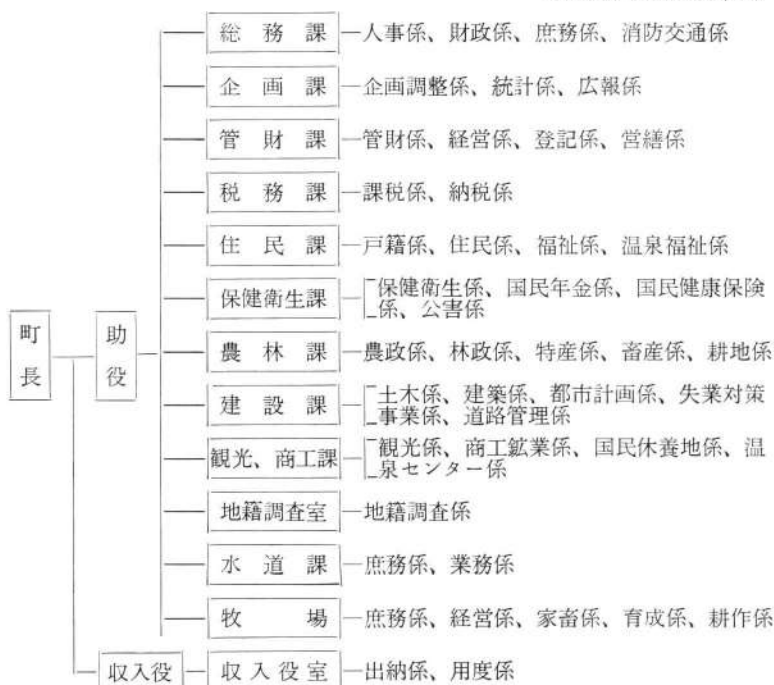 総務課 人事係、財政係、庶務係、消防交通係
企画課 企画調整係、統計係、広報係
管財課 管財係、経営係、登記係、営繕係
税務課 課税係、納税係
住民課 戸籍係、住民係、福祉係、温泉福祉係
保健衛生課 保健衛生係、国民年金係、国民健康保険
係、公害係
町長 助役 農林課 農政係、林政係、特産係、畜産係、耕地係
建設課 土木係、建築係、都市計画係、失業対策
事業係、道路管理係
観光、商工課 観光係、商工鉱業係、国民休養地係、温
泉センター係
地籍調査室 地籍調査係
水道課 庶務係、業務係
牧場 庶務係、経営係、家畜係、育成係、耕作係
収入役 収入役室 出納係、用度係